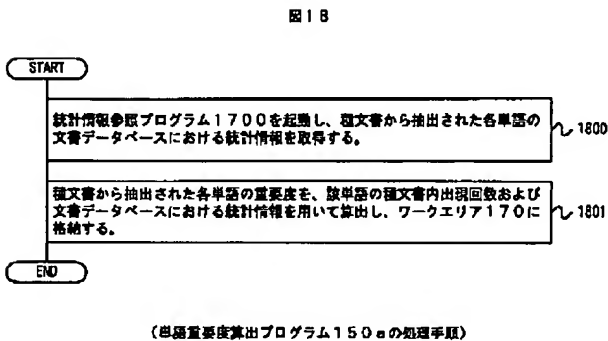 図18
START
統計情報参照プログラム1700を起動し、種文書から抽出された各単語の
文書データベースにおける統計情報を取得する。
1800
種文書から抽出された各単語の重要度を、該単語の種文書内出現回数および
文書データベースにおける統計情報を用いて算出し、ワークエリア170に
格納する。
1801
END
(単語重要度算出プログラム150aの処理手順)